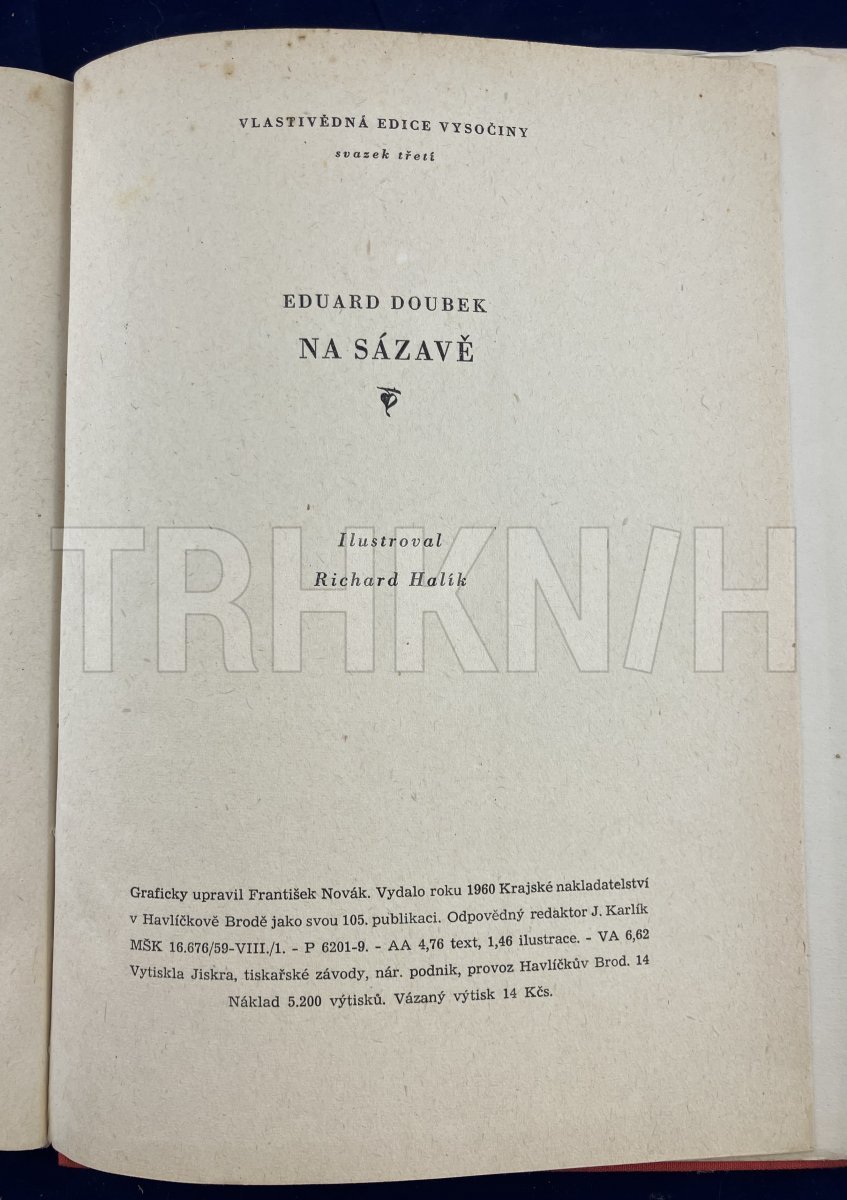 VLASTIVĚDNÁ EDICE VYSOČINY
svazek třetí
EDUARD DOUBEK
NA SÁZAVĚ
Ilustroval
Richard Halík
TRHKN/H
Graficky upravil František Novák. Vydalo roku 1960 Krajské nakladatelství
v Havlíčkově Brodě jako svou 105. publikaci. Odpovědný redaktor J. Karlík
MŠK 16.676/59-VIII./1. - P 6201-9. - AA 4,76 text, 1,46 ilustrace. - VA 6,62
Vytiskla Jiskra, tiskařské závody, nár. podnik, provoz Havlíčkův Brod. 14
Náklad 5.200 výtisků. Vázaný výtisk 14 Kčs.